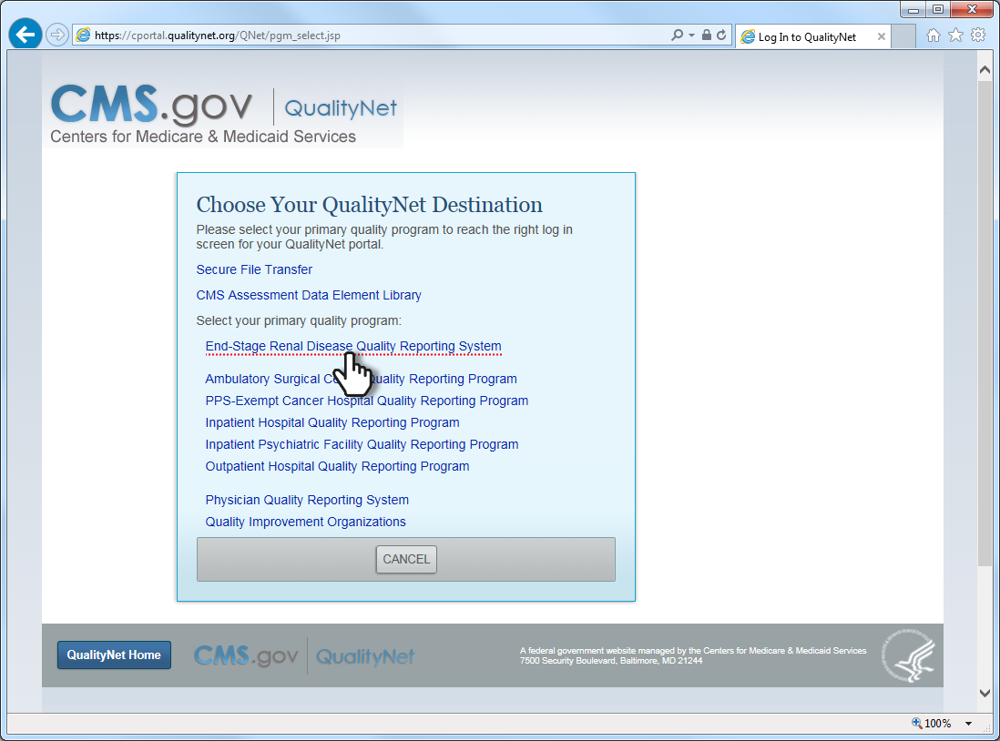 https://cportal.qualitynet.org/QNet/pgm_select.jsp
Log In to QualityNet
CMS.gov | QualityNet
Centers for Medicare & Medicaid Services
Choose Your QualityNet Destination
Please select your primary quality program to reach the right log in
screen for your QualityNet portal.
Secure File Transfer
CMS Assessment Data Element Library
Select your primary quality program:
End-Stage Renal Disease Quality Reporting System
Ambulatory Surgical Ce Quality Reporting Program
PPS-Exempt Cancer Hospital Quality Reporting Program
Inpatient Hospital Quality Reporting Program
Inpatient Psychiatric Facility Quality Reporting Program
Outpatient Hospital Quality Reporting Program
Physician Quality Reporting System
Quality Improvement Organizations
CANCEL
QualityNet Home
CMS.gov | QualityNet
A federal government website managed by the Centers for Medicare & Medicaid Services
7500 Security Boulevard, Baltimore, MD 21244
100%